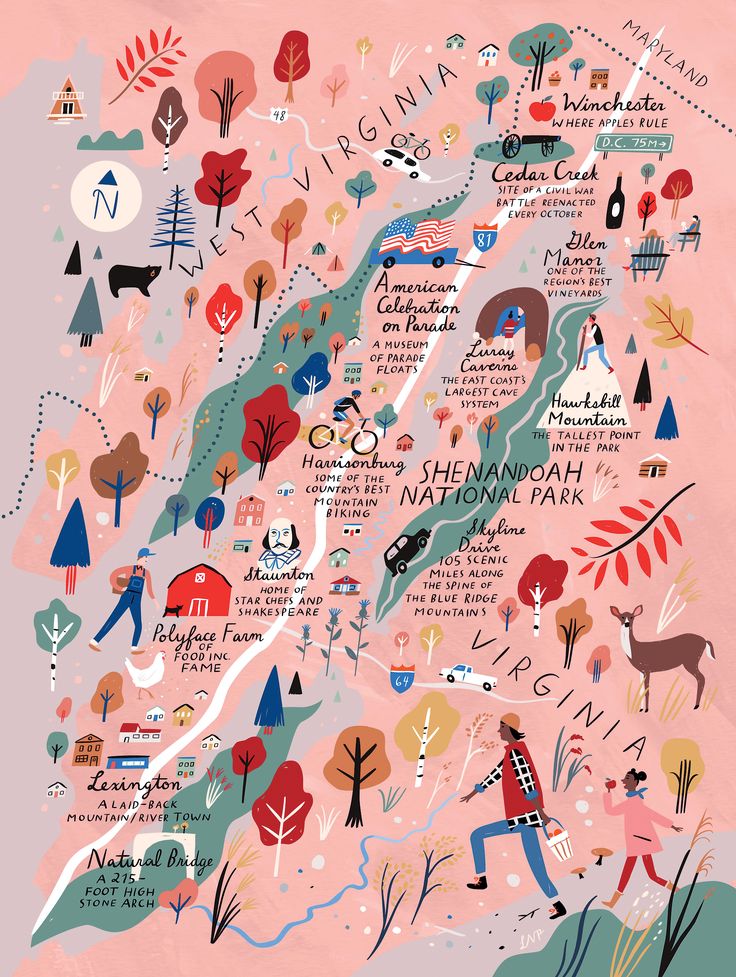 MARYLAND
Winchester
WHERE APPLES RULE
D.C. 75M→
48
WEST VIRGINIA
Cedar Creek
SITE OF A CIVIL WAR
BATTLE REENACTED
EVERY OCTOBER
N
81
Glen
Manor
ONE OF THE
REGION'S BEST
VINEYARDS
American
Celebration
on Parade
A MUSEUM
OF PARADE
FLOATS
Luray
Caverns
THE EAST COAST'S
LARGEST CAVE
SYSTEM
Hawksbill
Mountain
THE TALLEST POINT
IN THE PARK
Harrisonburg
SOME OF THE
COUNTRY'S BEST
MOUNTAIN
BIKING
SHENANDOAH
NATIONAL PARK
Skyline
Drive
105 SCENIC
MILES ALONG
THE SPINE OF
THE BLUE RIDGE
MOUNTAINS
Staunton
HOME OF
STAR CHEFS AND
SHAKESPEARE
Polyface Farm
OF
FOOD INC.
FAME
64
VIRGINIA
Lexington
A LAID-BACK
MOUNTAIN/RIVER TOWN
Natural Bridge
A 215-
FOOT HIGH
STONE ARCH
LNP